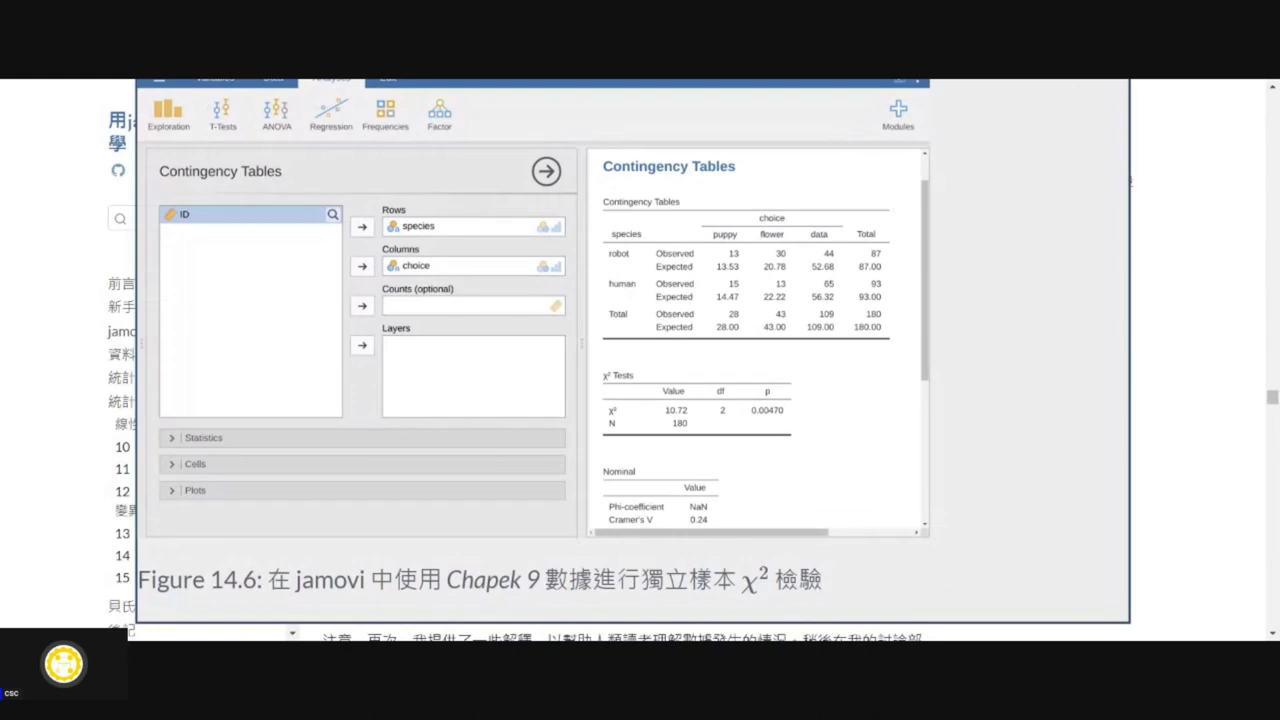 用ja
學
前言
新手
jamo
資料
統計
統計
線性
10
11
12
變異
13
14
15
貝氏
Exploration T-Tests ANOVA Regression Frequencies Factor Modules
Contingency Tables
ID
Rows
species
Columns
choice
Counts (optional)
Layers
Statistics
Cells
Plots
Contingency Tables
Contingency Tables
choice
species puppy flower data Total
robot Observed 13 30 44 87
Expected 13.53 20.78 52.68 87.00
human Observed 15 13 65 93
Expected 14.47 22.22 56.32 93.00
Total Observed 28 43 109 180
Expected 28.00 43.00 109.00 180.00
χ² Tests
Value df p
χ² 10.72 2 0.00470
N 180
Nominal
Value
Phi-coefficient NaN
Cramer's V 0.24
Figure 14.6: 在 jamovi 中使用 Chapek 9 數據進行獨立樣本 χ² 檢驗
csc